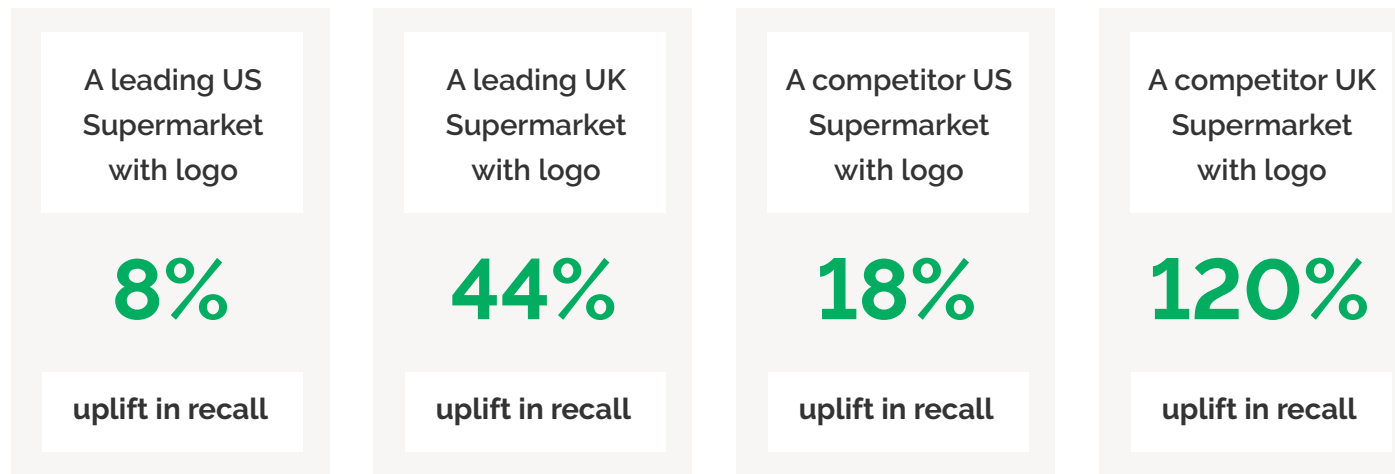 A leading US
Supermarket
with logo
8%
uplift in recall
A leading UK
Supermarket
with logo
44%
uplift in recall
A competitor US
Supermarket
with logo
18%
uplift in recall
A competitor UK
Supermarket
with logo
120%
uplift in recall